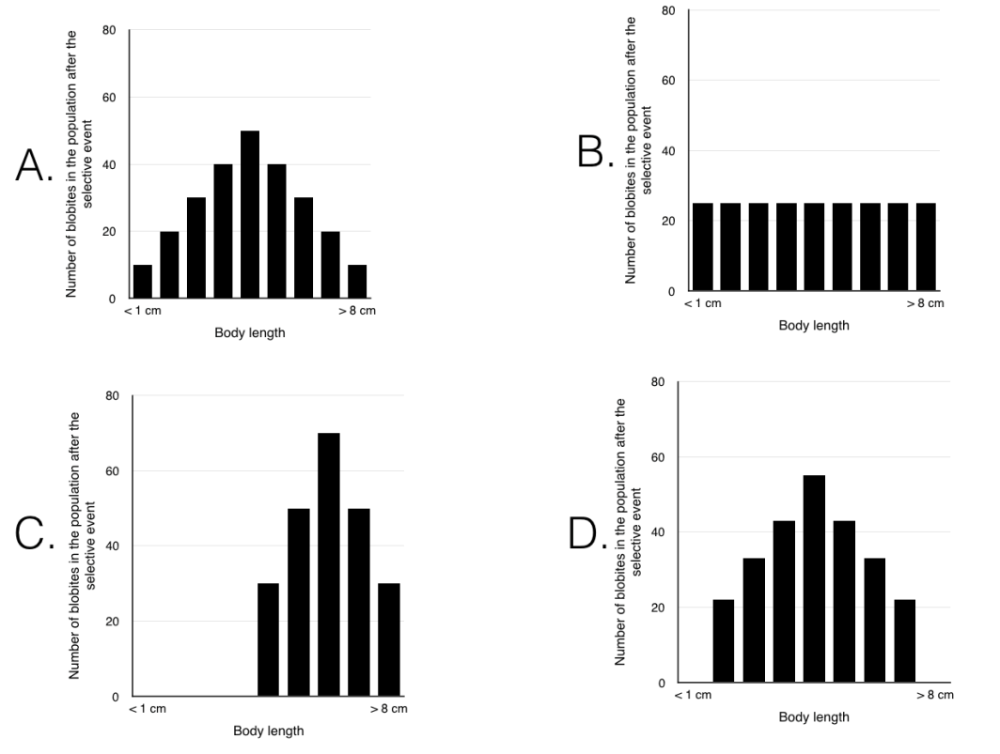 A.
Number of blobites in the population after the
selective event
80
60
40
20
0
< 1 cm
> 8 cm
Body length
B.
Number of blobites in the population after the
selective event
80
60
40
20
0
< 1 cm
> 8 cm
Body length
C.
Number of blobites in the population after the
selective event
80
60
40
20
0
< 1 cm
> 8 cm
Body length
D.
Number of blobites in the population after the
selective event
80
60
40
20
0
< 1 cm
> 8 cm
Body length